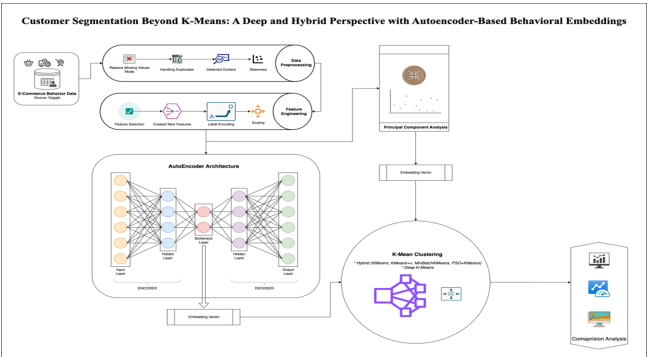 Customer Segmentation Beyond K-Means: A Deep and Hybrid Perspective with Autoencoder-Based Behavioral Embeddings
E-Commerce Behavior Data
Source: Kaggle
Replace Missing Values
Mode
Handling Duplicates
Detected Outliers
Skewness
Data
Preprocessing
Feature Selection
Created New Features
Label-Encoding
Scaling
Feature
Engineering
Principal Component Analysis
Embedding Vector
AutoEncoder Architecture
Input
Layer
Hidden
Layer
Bottleneck
Layer
Hidden
Layer
Output
Layer
ENCODER
DECODER
Embedding Vector
K-Mean Clustering
* Hybrid (KMeans, KMeans++, MiniBatchKMeans, PSO+KMeans)
* Deep K-Means
Comaprision Analysis